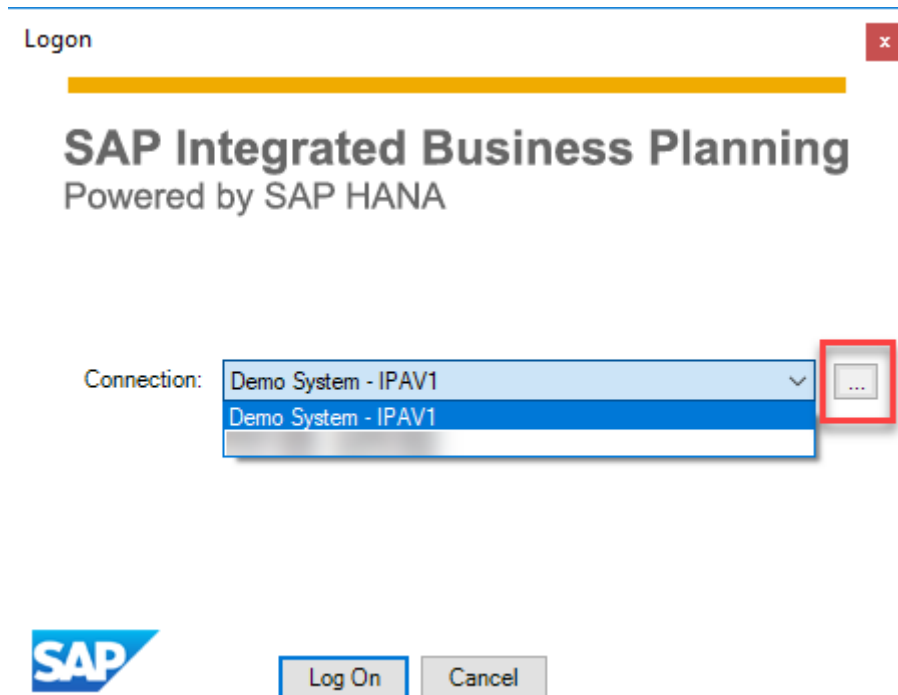 Logon
x
SAP Integrated Business Planning
Powered by SAP HANA
Connection: Demo System - IPAV1 ...
Demo System - IPAV1
SAP
Log On Cancel